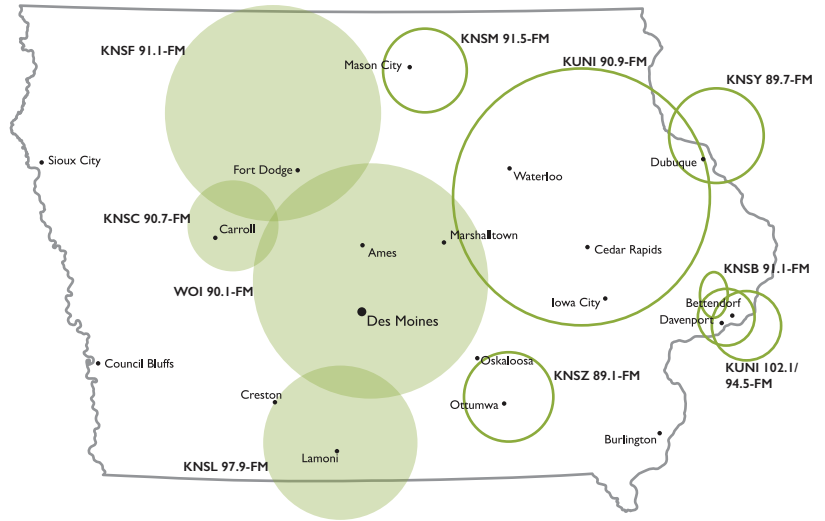 KNSF 91.1-FM
KNSM 91.5-FM
Mason City
KUNI 90.9-FM
KNSY 89.7-FM
Sioux City
Fort Dodge
Waterloo
Dubuque
KNSC 90.7-FM
Carroll
Marshalltown
Ames
Cedar Rapids
KNSB 91.1-FM
WOI 90.1-FM
Iowa City
Bettendorf
Des Moines
Davenport
Council Bluffs
Oskaloosa
KUNI 102.1/
94.5-FM
KNSZ 89.1-FM
Creston
Ottumwa
Burlington
Lamoni
KNSL 97.9-FM